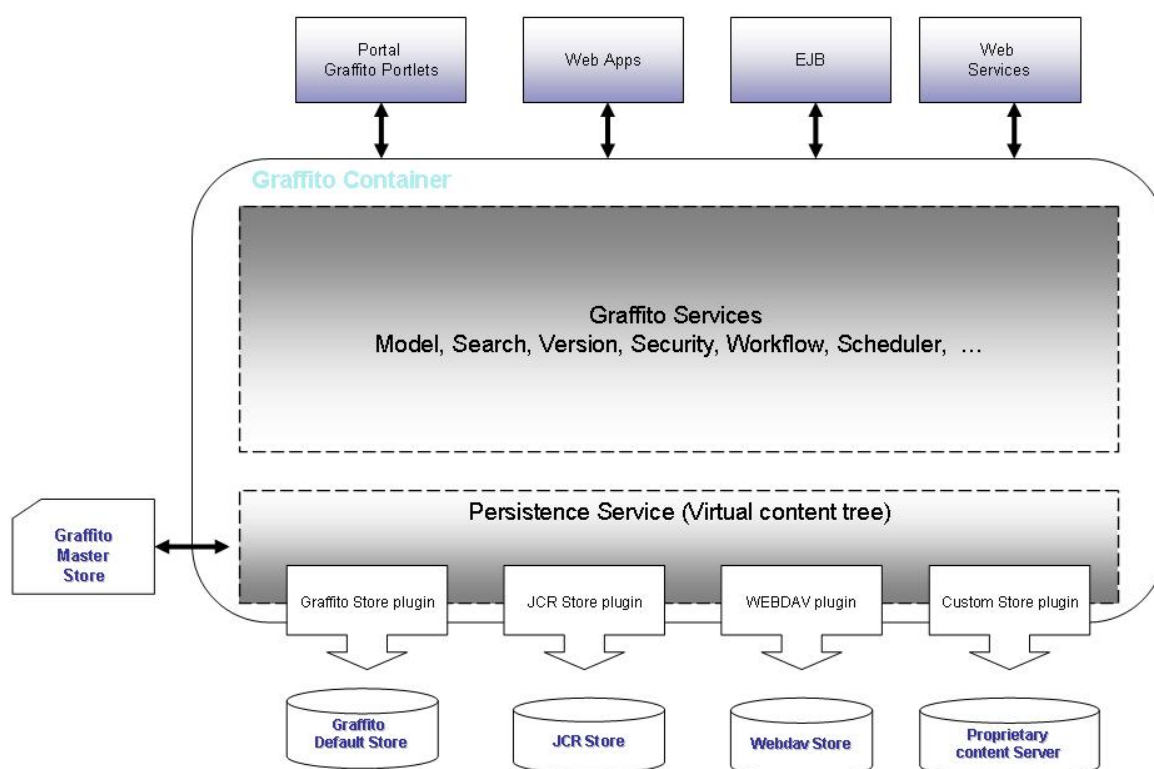 Portal
Graffito Portlets
Web Apps
EJB
Web
Services
Graffito Container
Graffito Services
Model, Search, Version, Security, Workflow, Scheduler, …
Persistence Service (Virtual content tree)
Graffito
Master
Store
Graffito Store plugin
JCR Store plugin
WEBDAV plugin
Custom Store plugin
Graffito
Default Store
JCR Store
Webdav Store
Proprietary
content Server